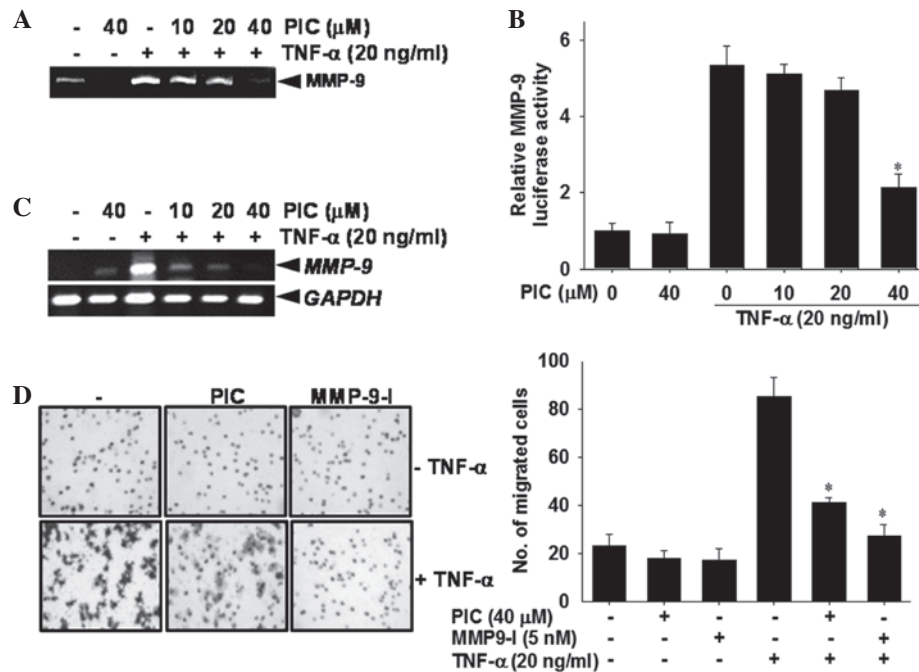 A
- 40 - 10 20 40 PIC (μM)
- - + + + + TNF-α (20 ng/ml)
MMP-9
B
Relative MMP-9
luciferase activity
6
4
2
0
PIC (μM) 0 40 0 10 20 40
TNF-α (20 ng/ml)
C
- 40 - 10 20 40 PIC (μM)
- - + + + + TNF-α (20 ng/ml)
MMP-9
GAPDH
D
- PIC MMP-9-I
- TNF-α
+ TNF-α
No. of migrated cells
100
80
60
40
20
0
* *
PIC (40 μM) - + - - + -
MMP9-I (5 nM) - - + - - +
TNF-α (20 ng/ml) - - - + + +